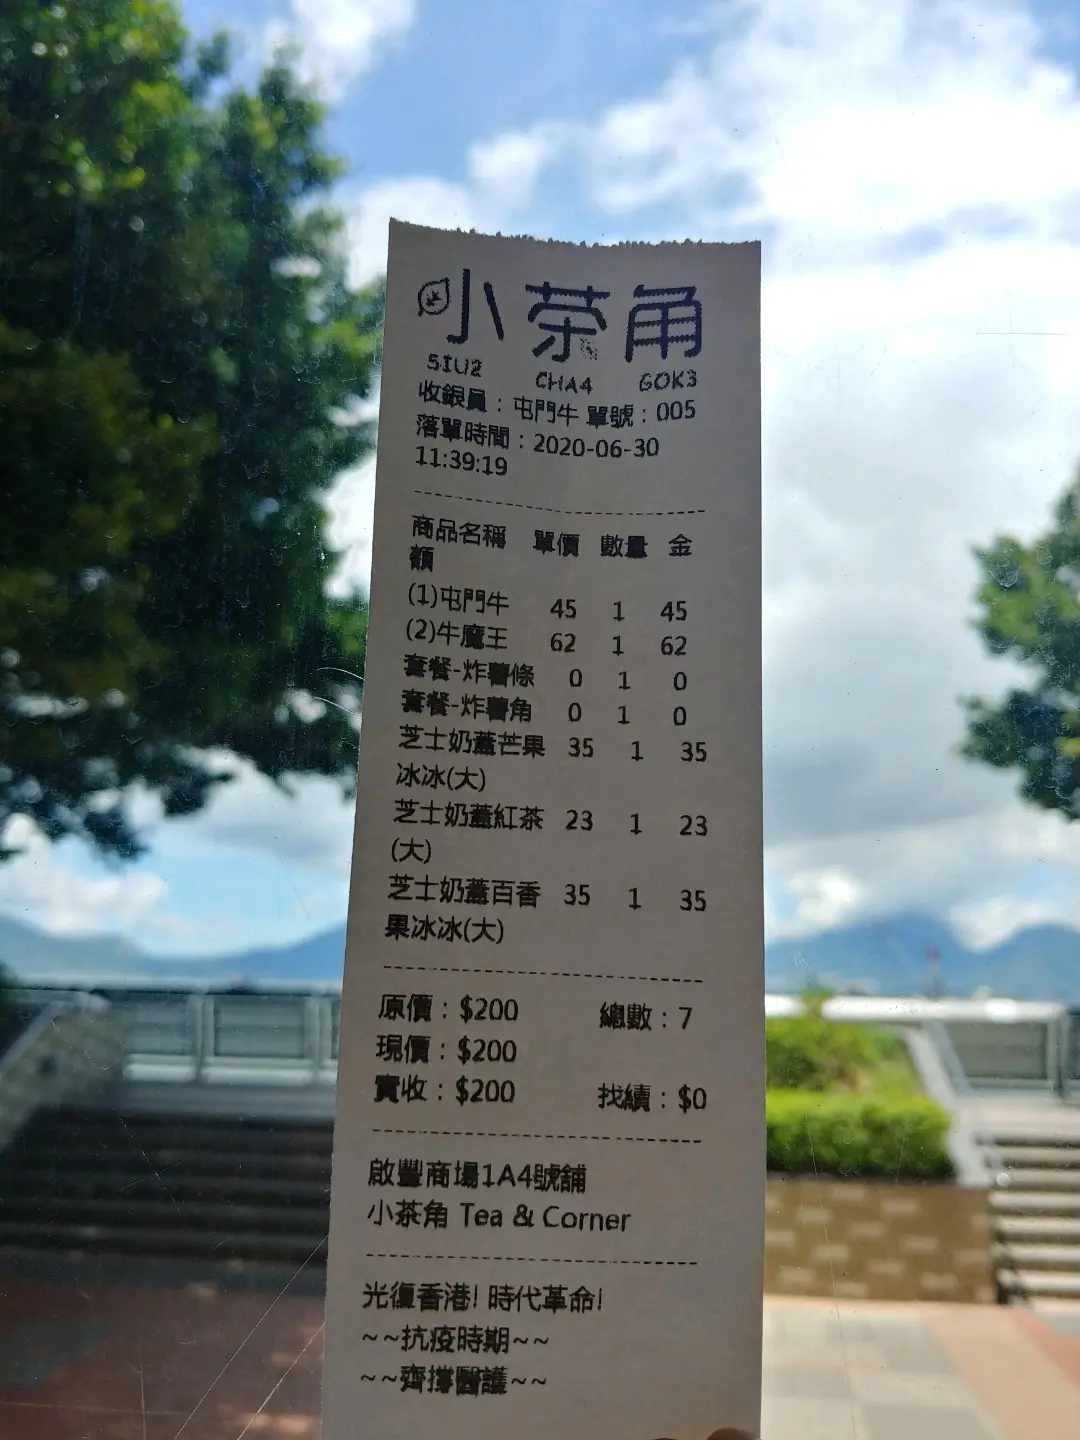 小茶角
SIU2 CHA4 GOK3
收銀員：屯門牛 單號：005
落單時間：2020-06-30
11:39:19
商品名稱 單價 數量 金
額
(1)屯門牛 45 1 45
(2)牛魔王 62 1 62
套餐-炸薯條 0 1 0
套餐-炸薯角 0 1 0
芝士奶蓋芒果 35 1 35
冰冰(大)
芝士奶蓋紅茶 23 1 23
(大)
芝士奶蓋百香 35 1 35
果冰冰(大)
原價：$200 總數：7
現價：$200
實收：$200 找續：$0
啟豐商場1A4號舖
小茶角 Tea & Corner
光復香港! 時代革命!
~~抗疫時期~~
~~齊撐醫護~~